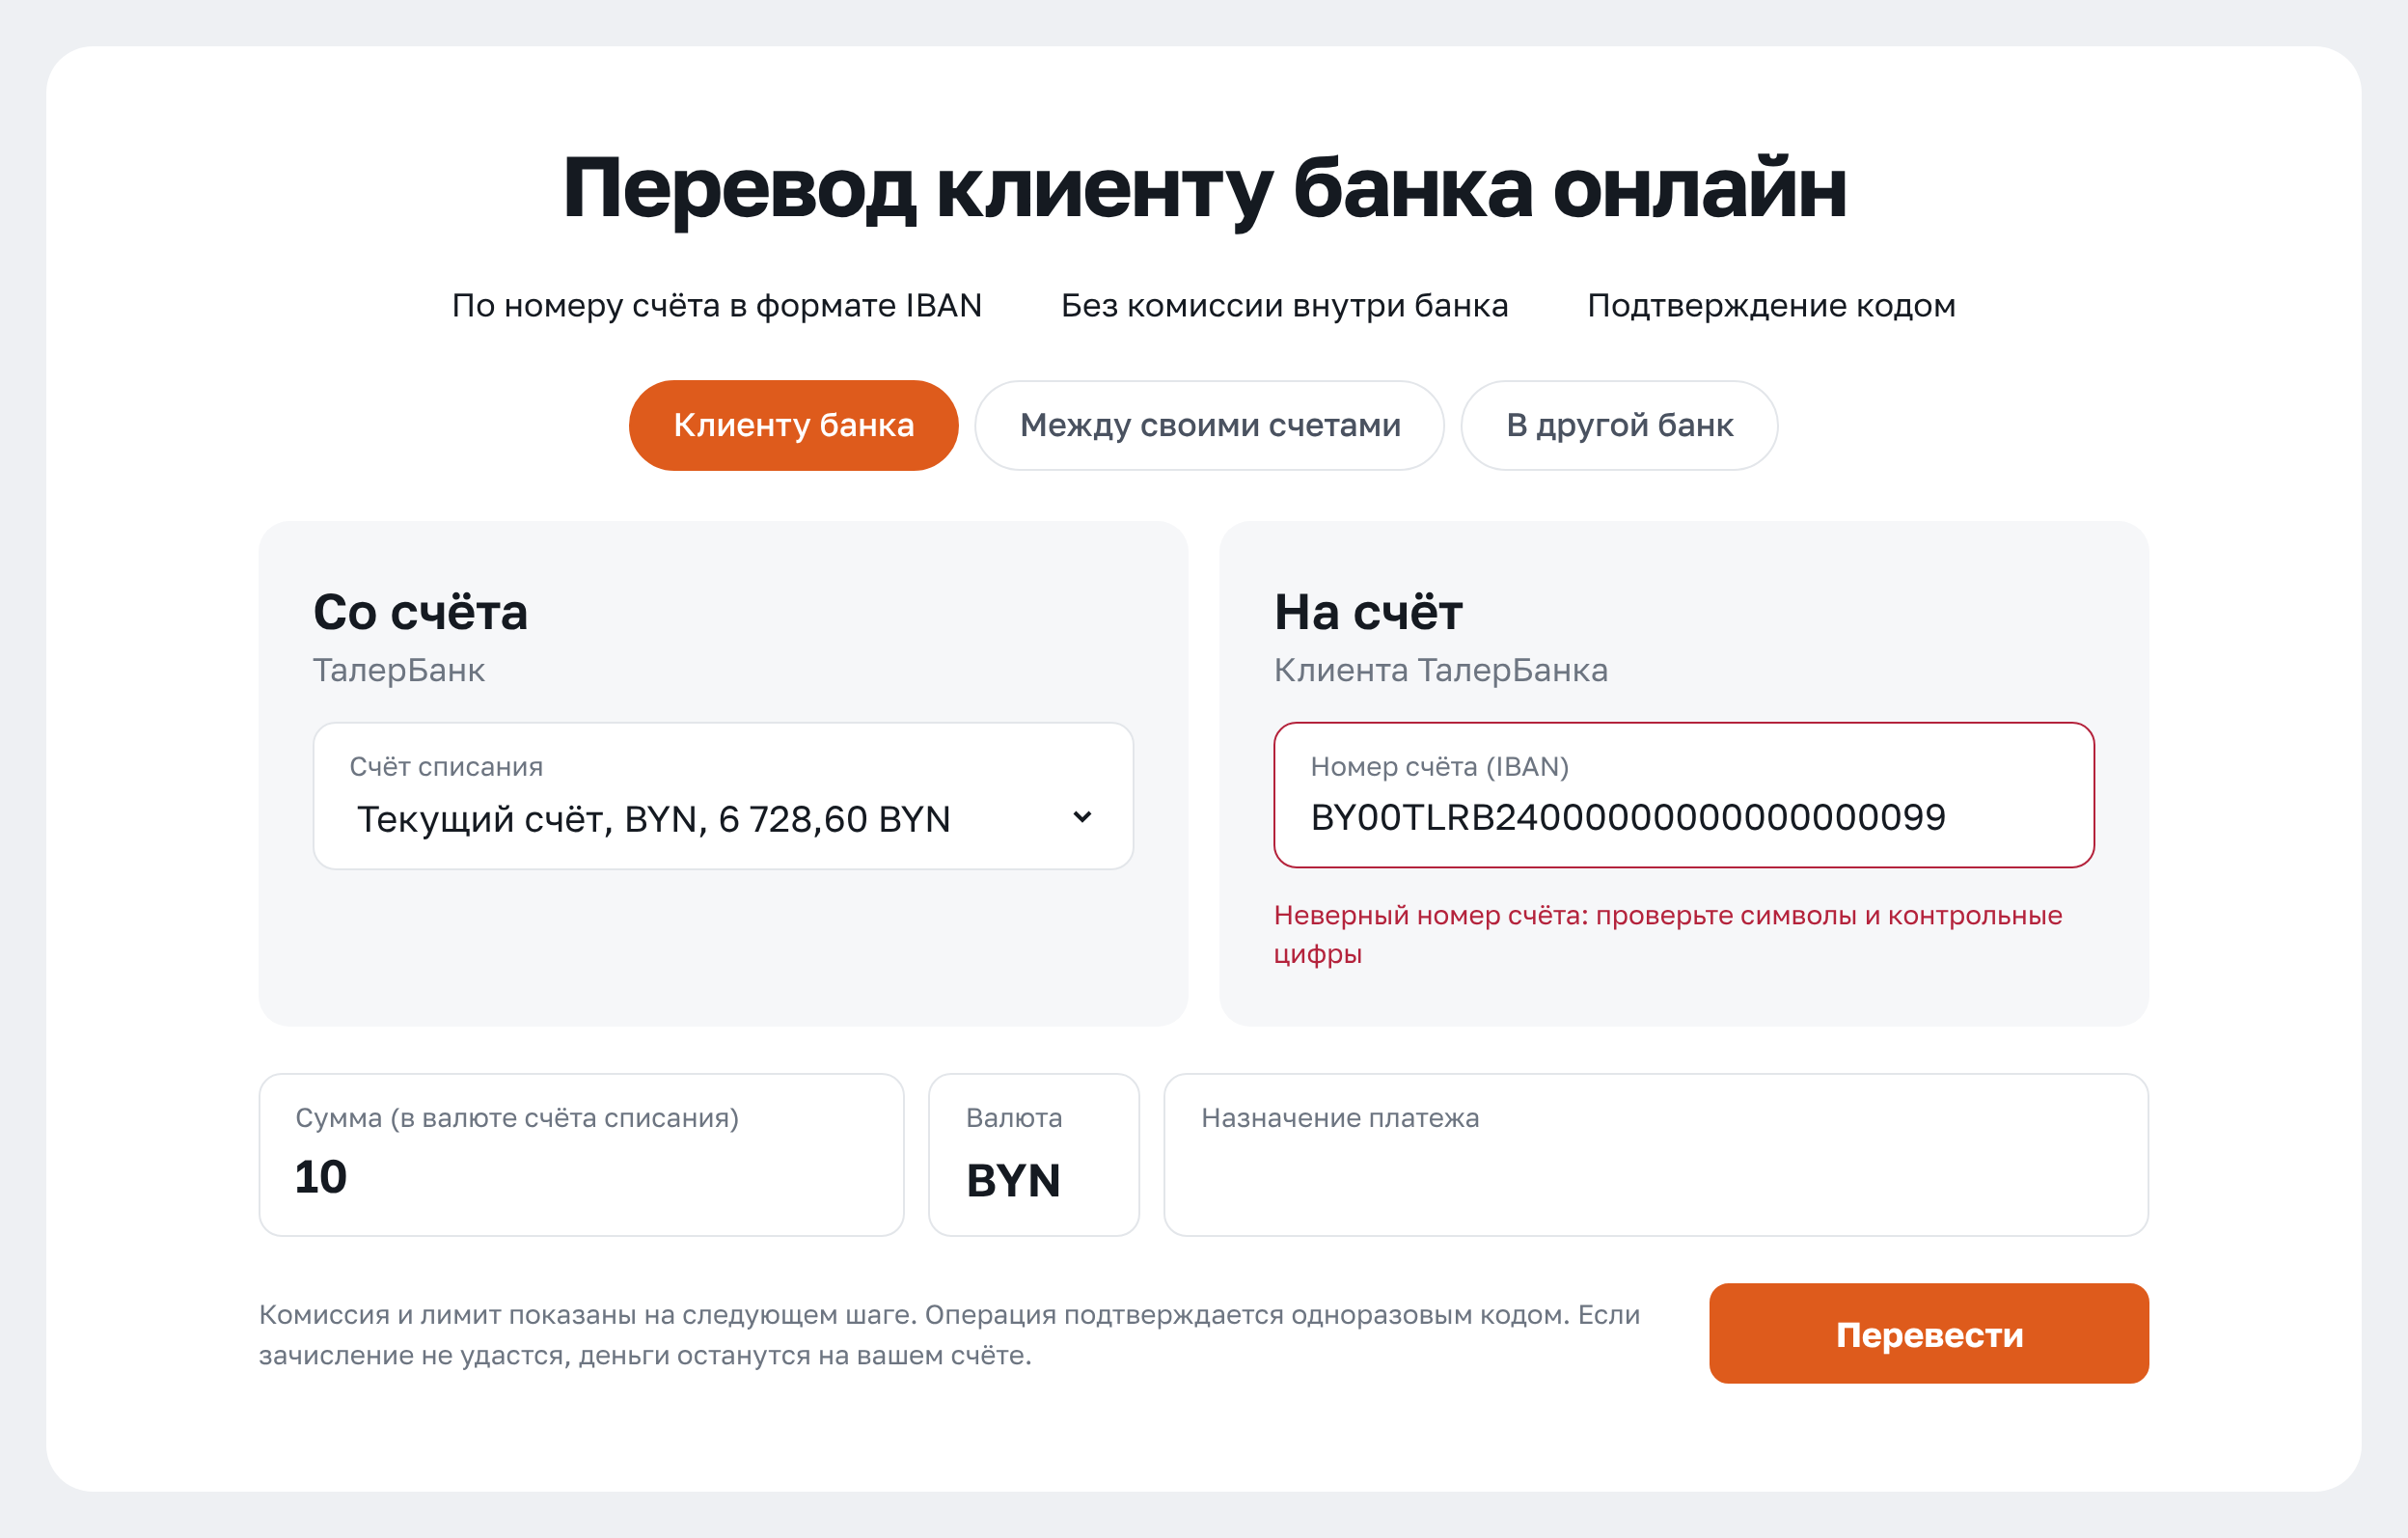 Перевод клиенту банка онлайн
По номеру счёта в формате IBAN
Без комиссии внутри банка
Подтверждение кодом
Клиенту банка
Между своими счетами
В другой банк
Со счёта
ТалерБанк
Счёт списания
Текущий счёт, BYN, 6 728,60 BYN
На счёт
Клиента ТалерБанка
Номер счёта (IBAN)
BY00TLRB24000000000000000099
Неверный номер счёта: проверьте символы и контрольные
цифры
Сумма (в валюте счёта списания)
10
Валюта
BYN
Назначение платежа
Комиссия и лимит показаны на следующем шаге. Операция подтверждается одноразовым кодом. Если
зачисление не удастся, деньги останутся на вашем счёте.
Перевести